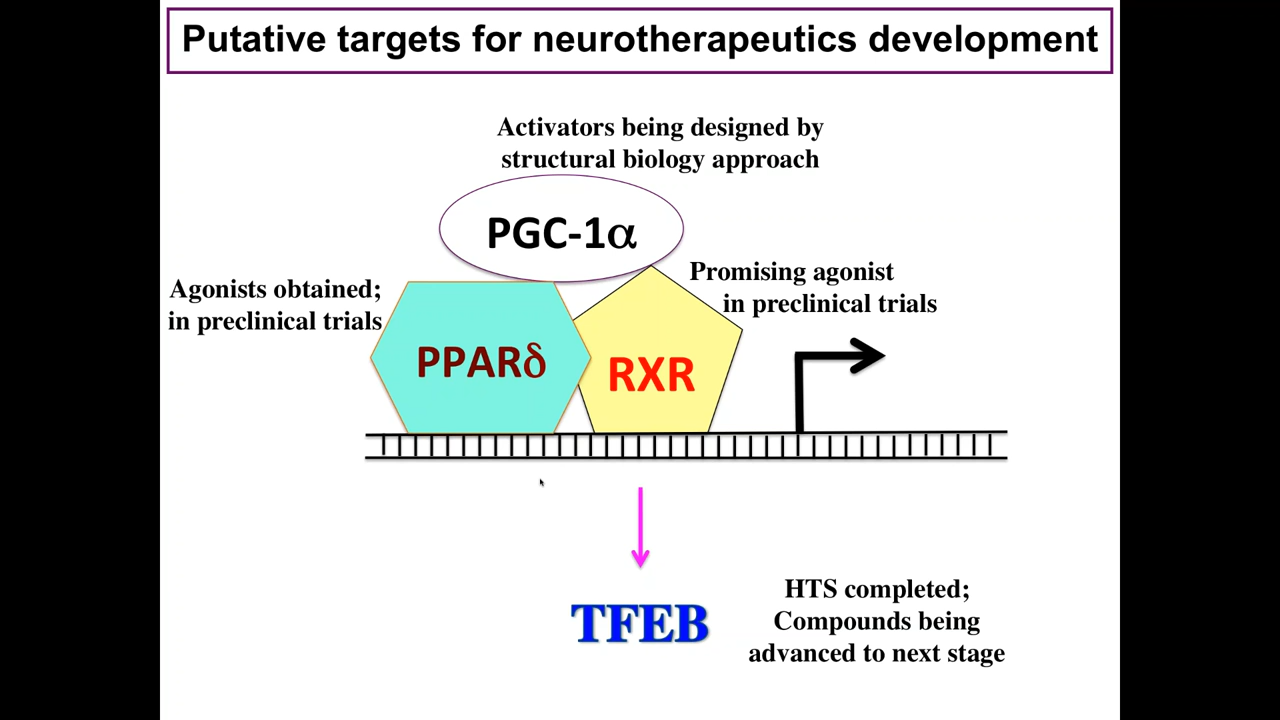 Putative targets for neurotherapeutics development
Activators being designed by
structural biology approach
PGC-1α
Promising agonist
in preclinical trials
Agonists obtained;
in preclinical trials
PPARδ
RXR
TFEB
HTS completed;
Compounds being
advanced to next stage